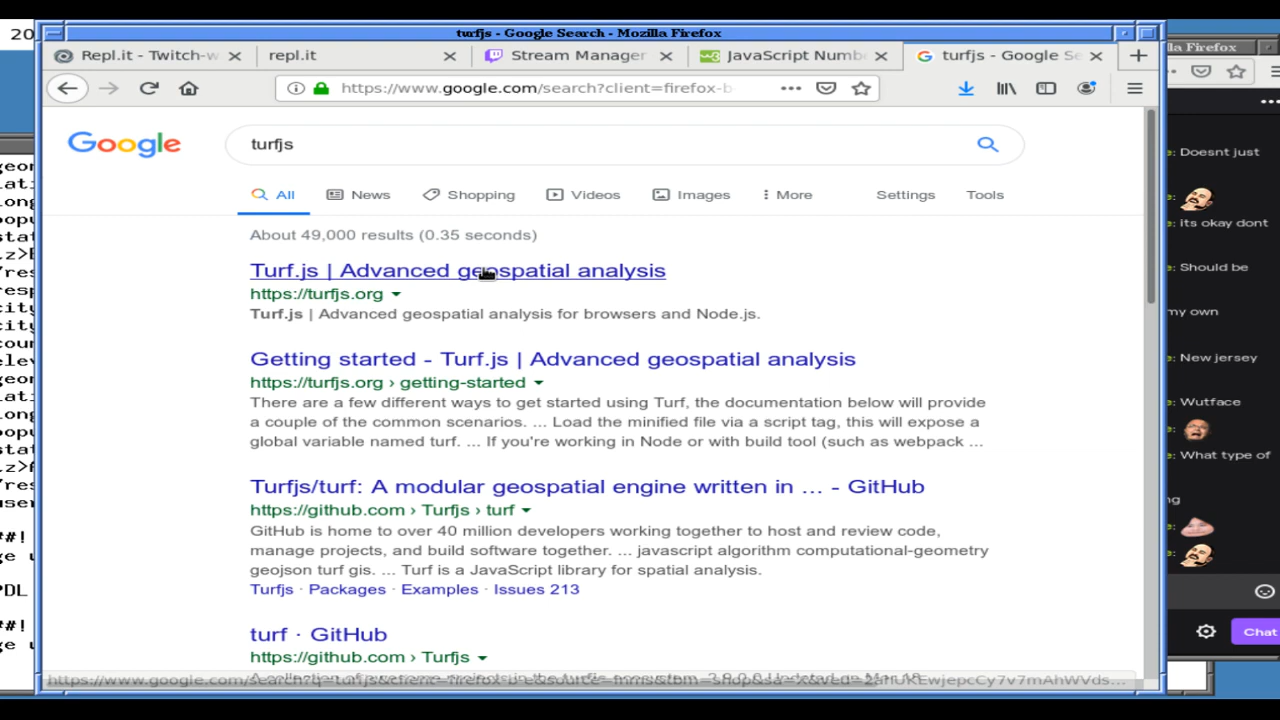 20
turfjs - Google Search - Mozilla Firefox
lla Firefox
Repl.it - Twitch-w
repl.it
Stream Manager
JavaScript Numb
turfjs - Google Se
https://www.google.com/search?client=firefox-b
Google
turfjs
All
News
Shopping
Videos
Images
More
Settings
Tools
About 49,000 results (0.35 seconds)
Turf.js | Advanced geospatial analysis
https://turfjs.org
Turf.js | Advanced geospatial analysis for browsers and Node.js.
Getting started - Turf.js | Advanced geospatial analysis
https://turfjs.org › getting-started
There are a few different ways to get started using Turf, the documentation below will provide
a couple of the common scenarios. ... Load the minified file via a script tag, this will expose a
global variable named turf. ... If you're working in Node or with build tool (such as webpack ...
Turfjs/turf: A modular geospatial engine written in ... - GitHub
https://github.com › Turfjs › turf
GitHub is home to over 40 million developers working together to host and review code,
manage projects, and build software together. ... javascript algorithm computational-geometry
geojson turf gis. ... Turf is a JavaScript library for spatial analysis.
Turfjs · Packages · Examples · Issues 213
turf · GitHub
https://github.com › Turfjs
Doesnt just
its okay dont
Should be
my own
New jersey
Wutface
What type of
Chat